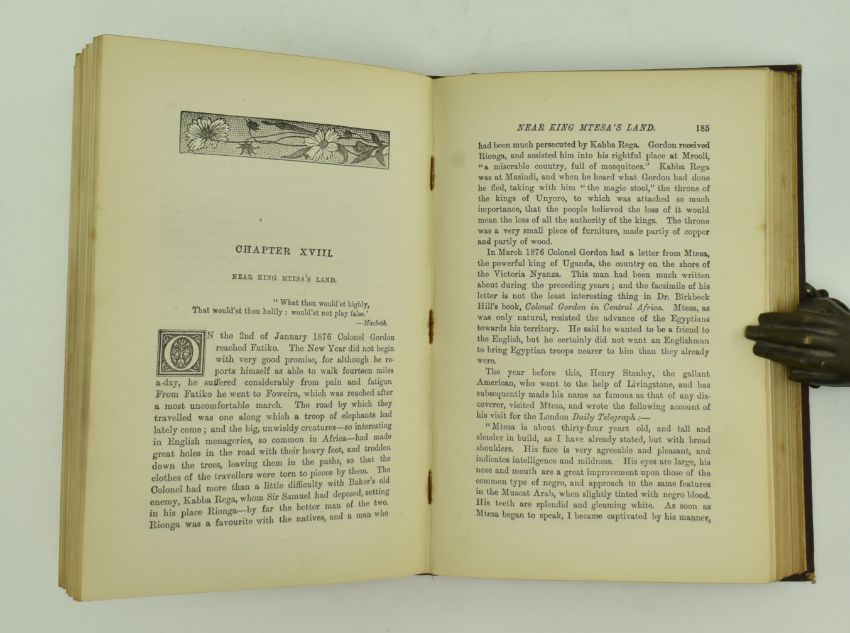 CHAPTER XVIII.
NEAR KING MTESA'S LAND.
"What thou would'st highly,
That would'st thou holily: would'st not play false."
—Macbeth.
ON the 2nd of January 1876 Colonel Gordon
reached Fatiko. The New Year did not begin
with very good promise, for although he re-
ports himself as able to walk fourteen miles
a-day, he suffered considerably from pain and fatigue.
From Fatiko he went to Foweira, which was reached after
a most uncomfortable march. The road by which they
travelled was one along which a troop of elephants had
lately come; and the big, unwieldy creatures—so interesting
in English menageries, so common in Africa—had made
great holes in the road with their heavy feet, and trodden
down the trees, leaving them in the paths, so that the
clothes of the travellers were torn to pieces by them. The
Colonel had more than a little difficulty with Baker's old
enemy, Kabba Rega, whom Sir Samuel had deposed, setting
in his place Rionga—by far the better man of the two.
Rionga was a favourite with the natives, and a man who
NEAR KING MTESA'S LAND. 185
had been much persecuted by Kabba Rega. Gordon received
Rionga, and assisted him into his rightful place at Mrooli,
"a miserable country, full of mosquitoes." Kabba Rega
was at Masindi, and when he heard what Gordon had done
he fled, taking with him "the magic stool," the throne of
the kings of Unyoro, to which was attached so much
importance, that the people believed the loss of it would
mean the loss of all the authority of the kings. The throne
was a very small piece of furniture, made partly of copper
and partly of wood.
In March 1876 Colonel Gordon had a letter from Mtesa,
the powerful king of Uganda, the country on the shore of
the Victoria Nyanza. This man had been much written
about during the preceding years; and the facsimile of his
letter is not the least interesting thing in Dr. Birkbeck
Hill's book, Colonel Gordon in Central Africa. Mtesa, as
was only natural, resisted the advance of the Egyptians
towards his territory. He said he wanted to be a friend to
the English, but he certainly did not want an Englishman
to bring Egyptian troops nearer to him than they already
were.
The year before this, Henry Stanley, the gallant
American, who went to the help of Livingstone, and has
subsequently made his name as famous as that of any dis-
coverer, visited Mtesa, and wrote the following account of
his visit for the London Daily Telegraph:—
"Mtesa is about thirty-four years old, and tall and
slender in build, as I have already stated, but with broad
shoulders. His face is very agreeable and pleasant, and
indicates intelligence and mildness. His eyes are large, his
nose and mouth are a great improvement upon those of the
common type of negro, and approach to the same features
in the Muscat Arab, when slightly tinted with negro blood.
His teeth are splendid and gleaming white. As soon as
Mtesa began to speak, I became captivated by his manner,